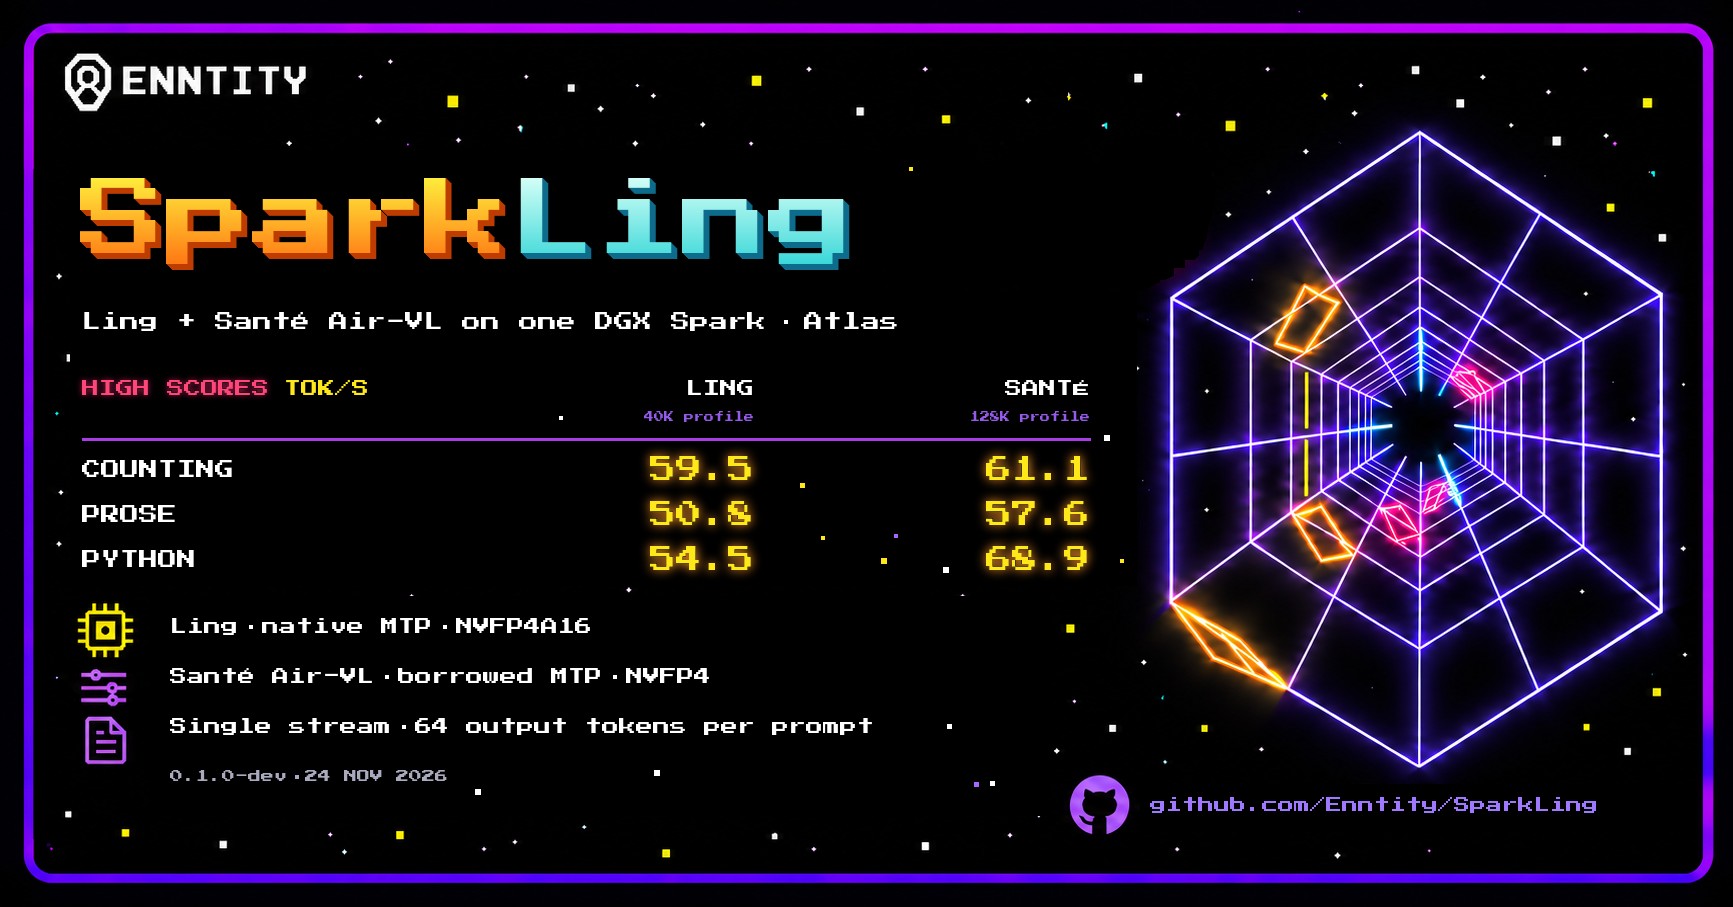 ENNTITY
SparkLing
Ling + Santé Air-VL on one DGX Spark · Atlas
HIGH SCORES TOK/S LING SANTé
40K profile 128K profile
COUNTING 59.5 61.1
PROSE 50.8 57.6
PYTHON 54.5 68.9
Ling · native MTP · NVFP4A16
Santé Air-VL · borrowed MTP · NVFP4
Single stream · 64 output tokens per prompt
0.1.0-dev · 24 NOV 2026
github.com/Enntity/SparkLing